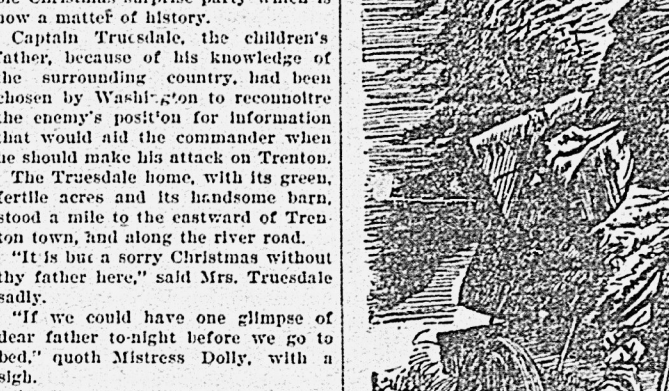 Christmas surprise party which is
now a matter of history.
Captain Truesdale, the children's
father, because of his knowledge of
the surrounding country, had been
chosen by Washington to reconnoitre
the enemy's position for information
that would aid the commander when
he should make his attack on Trenton.
The Truesdale home, with its green,
fertile acres and its handsome barn,
stood a mile to the eastward of Tren-
ton town, and along the river road.
"It is but a sorry Christmas without
thy father here," said Mrs. Truesdale
sadly.
"If we could have one glimpse of
dear father to-night before we go to
bed," quoth Mistress Dolly, with a
sigh.